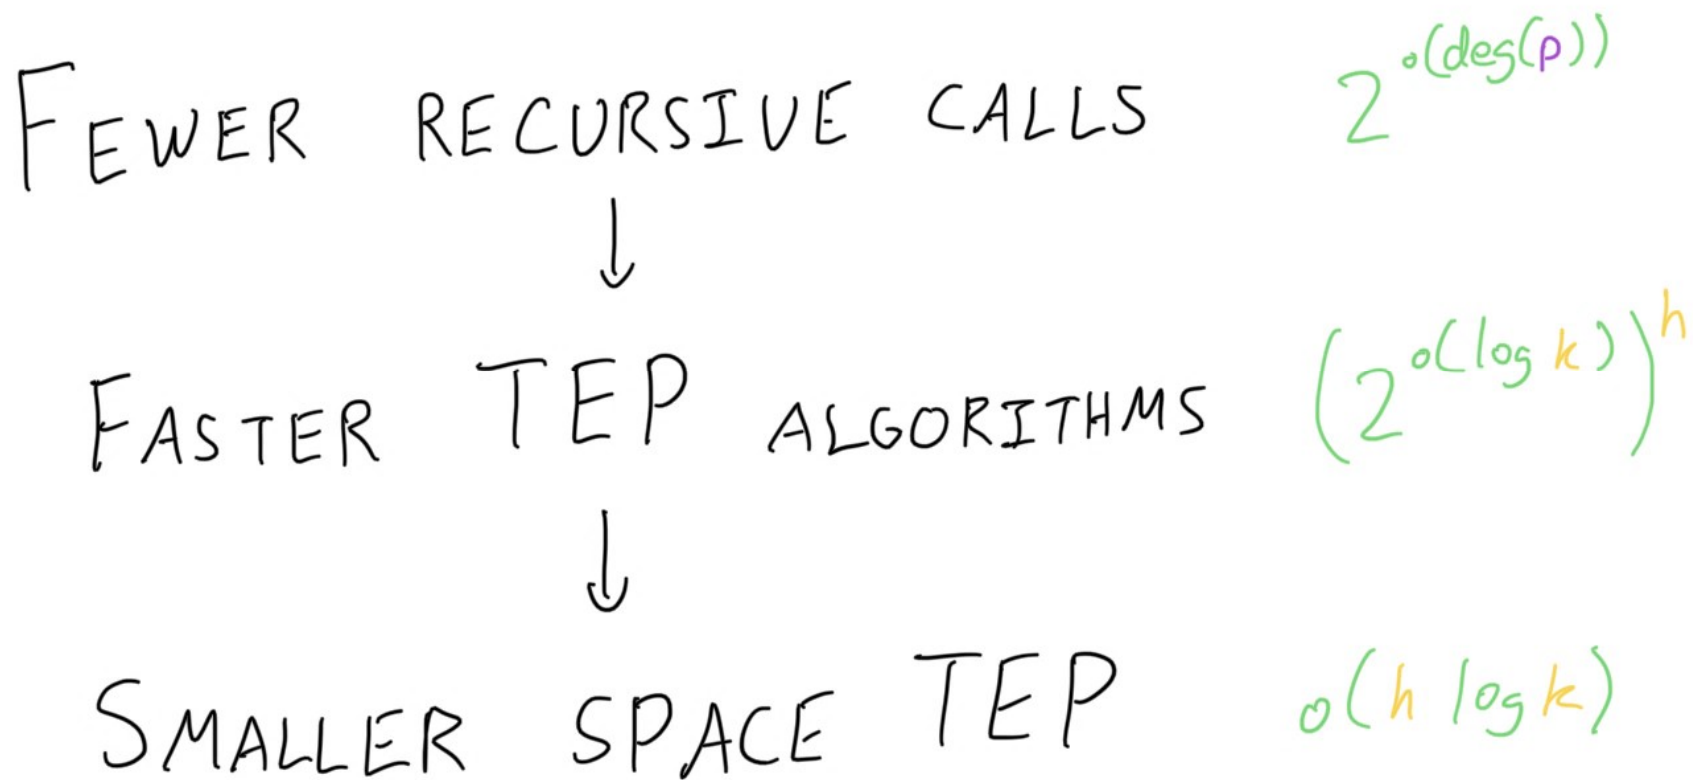 FEWER RECURSIVE CALLS 2^{o(deg(p))}
↓
FASTER TEP ALGORITHMS (2^{o(log k)})^h
↓
SMALLER SPACE TEP o(h log k)